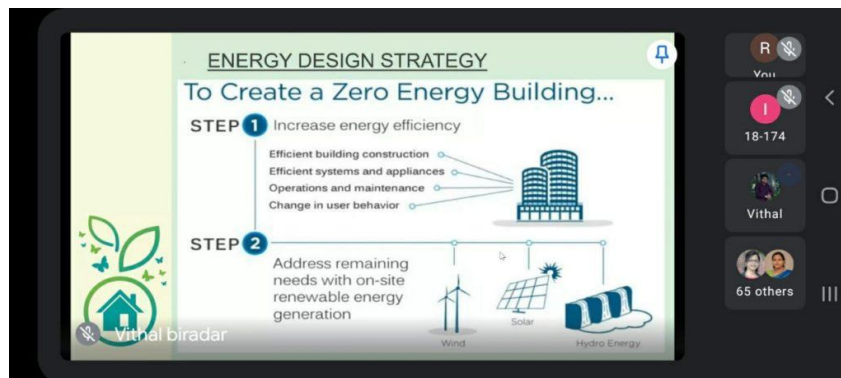 ENERGY DESIGN STRATEGY
To Create a Zero Energy Building...
STEP 1 Increase energy efficiency
Efficient building construction
Efficient systems and appliances
Operations and maintenance
Change in user behavior
STEP 2
Address remaining
needs with on-site
renewable energy
generation
Wind
Solar
Hydro Energy
Vithal biradar
R
You
I
18-174
Vithal
65 others